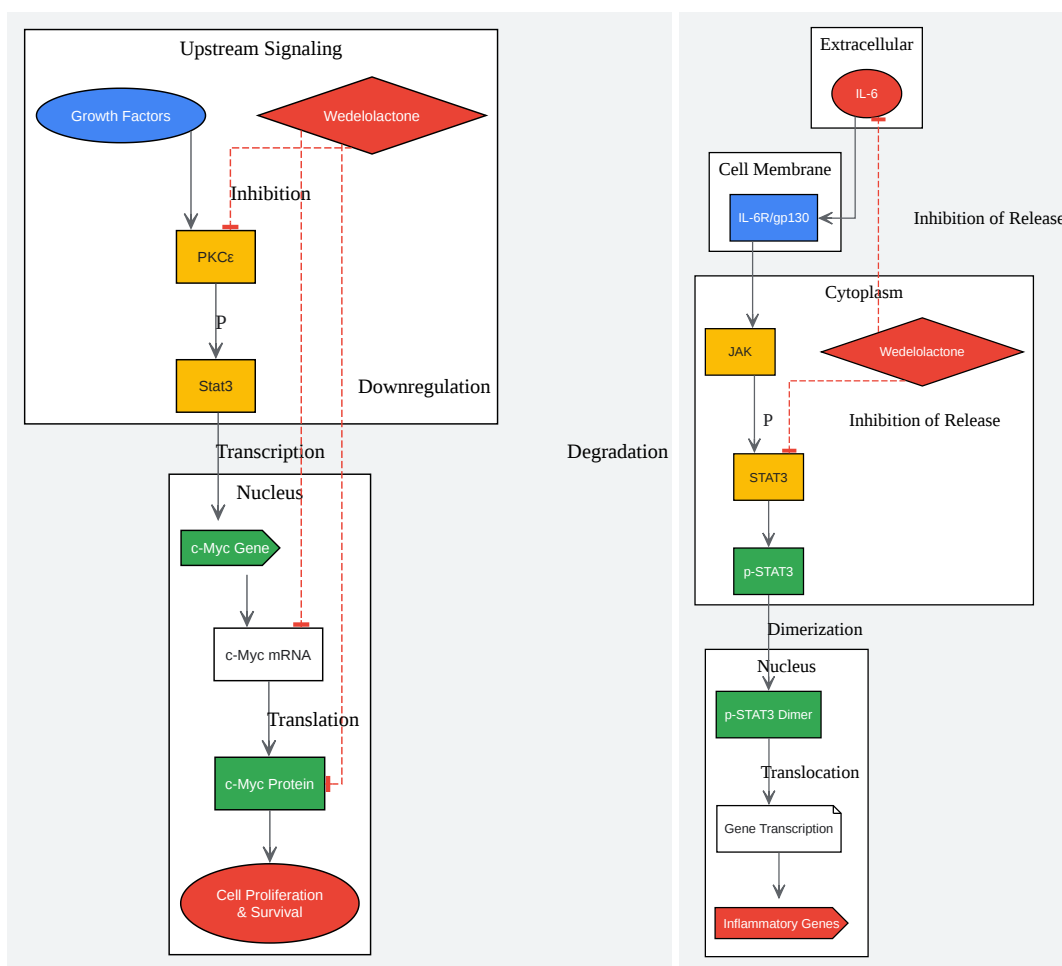 Upstream Signaling
Growth Factors
Wedelolactone
Inhibition
PKCε
P
Stat3
Downregulation
Transcription
Degradation
Nucleus
c-Myc Gene
c-Myc mRNA
Translation
c-Myc Protein
Cell Proliferation
& Survival
Extracellular
IL-6
Cell Membrane
IL-6R/gp130
Inhibition of Release
Cytoplasm
JAK
Wedelolactone
P
Inhibition of Release
STAT3
p-STAT3
Dimerization
Nucleus
p-STAT3 Dimer
Translocation
Gene Transcription
Inflammatory Genes